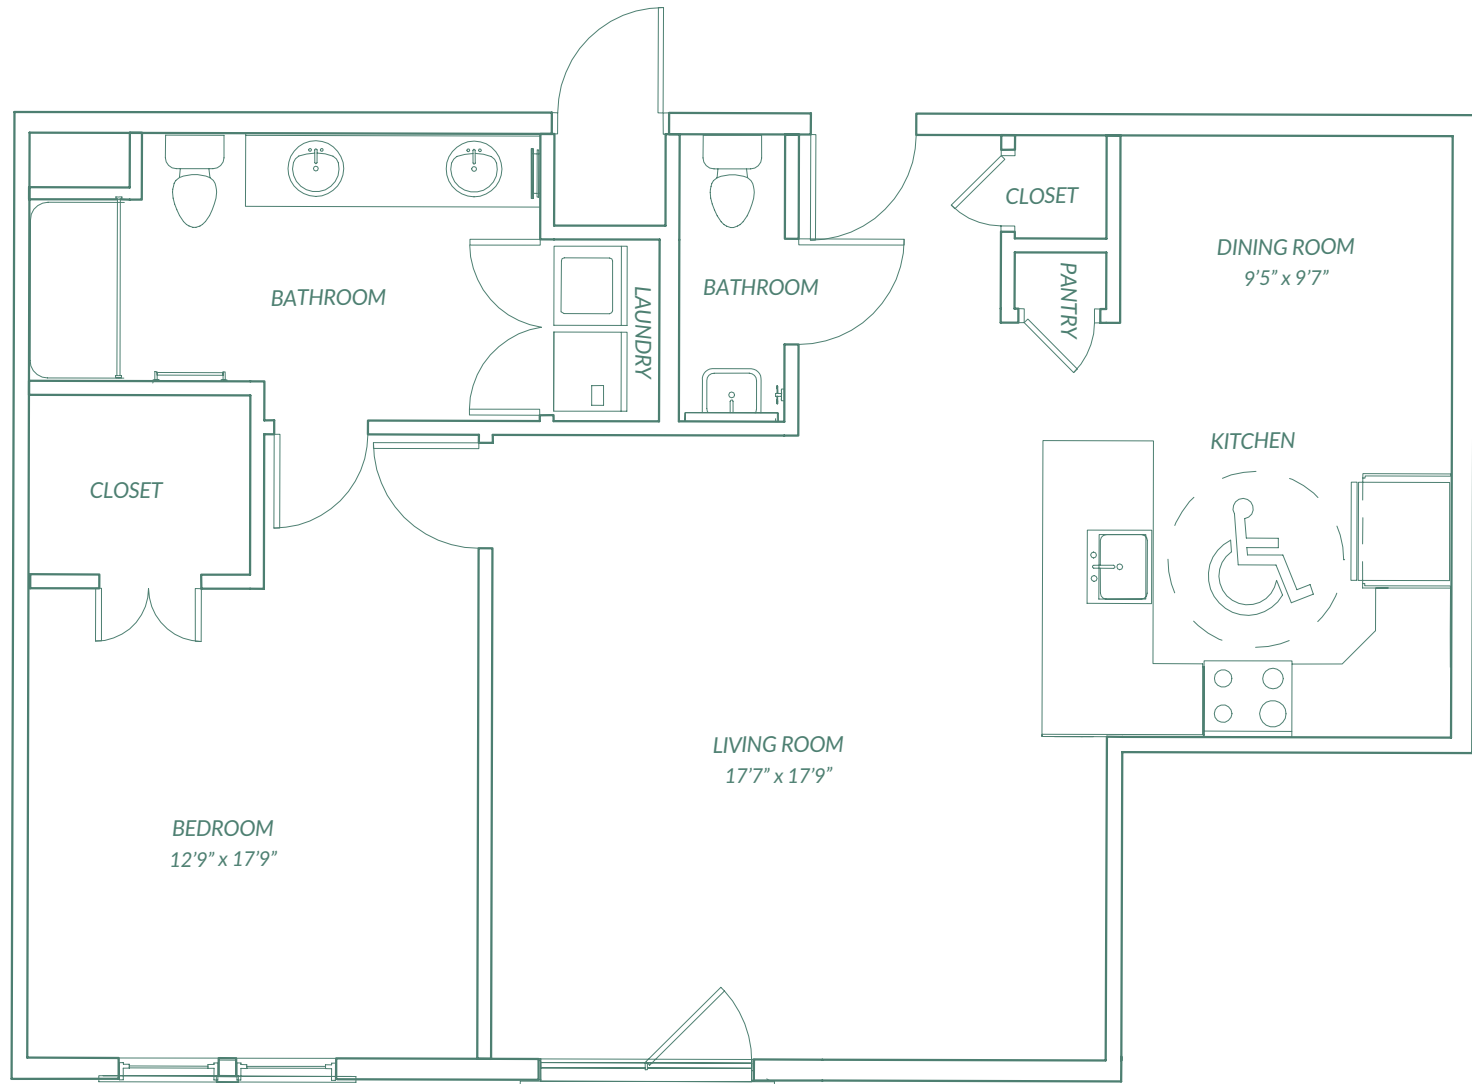 CLOSET
DINING ROOM
9’5” x 9’7”
PANTRY
BATHROOM
LAUNDRY
BATHROOM
KITCHEN
CLOSET
LIVING ROOM
17’7” x 17’9”
BEDROOM
12’9” x 17’9”